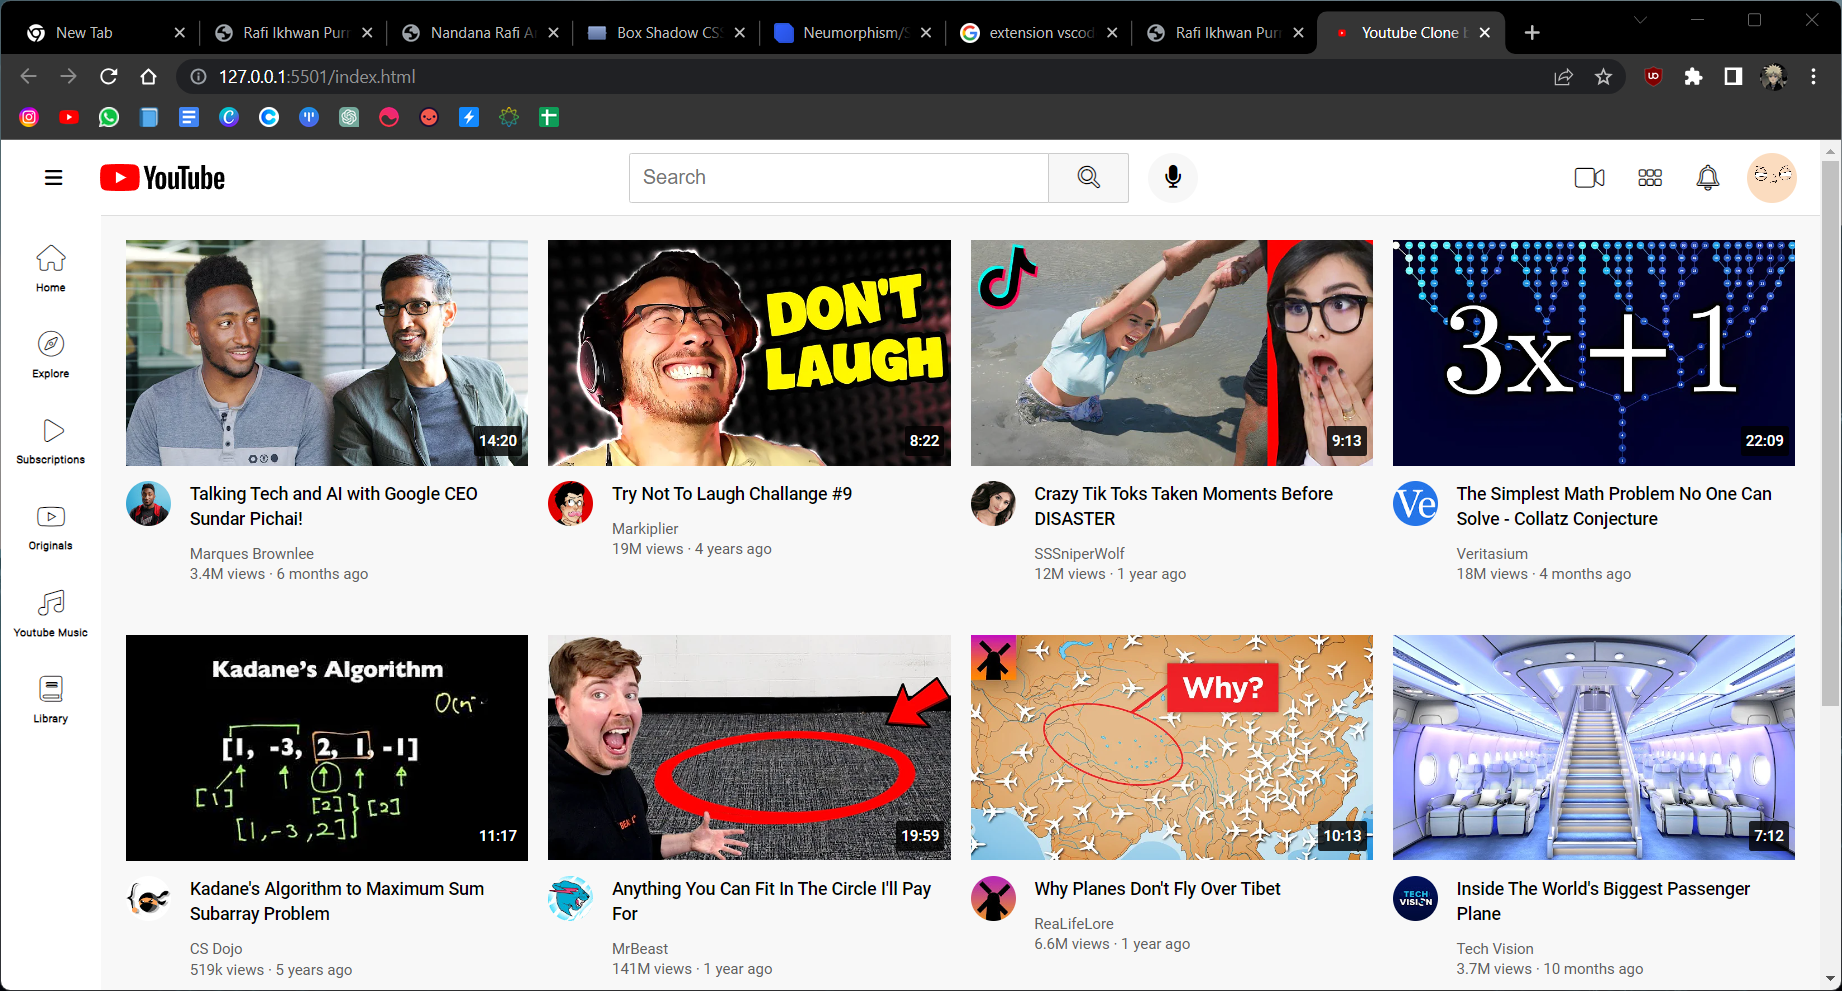 New Tab
Rafi Ikhwan Purn
Nandana Rafi A
Box Shadow CSS
Neumorphism/S
extension vscod
Rafi Ikhwan Purn
Youtube Clone b
127.0.0.1:5501/index.html
YouTube
Search
Home
Explore
Subscriptions
Originals
Youtube Music
Library
14:20
Talking Tech and AI with Google CEO
Sundar Pichai!
Marques Brownlee
3.4M views · 6 months ago
DON'T
LAUGH
8:22
Try Not To Laugh Challange #9
Markiplier
19M views · 4 years ago
9:13
Crazy Tik Toks Taken Moments Before
DISASTER
SSSniperWolf
12M views · 1 year ago
3x+1
22:09
Ve
The Simplest Math Problem No One Can
Solve - Collatz Conjecture
Veritasium
18M views · 4 months ago
Kadane's Algorithm
[1, -3, 2, 1, -1]
[1]
[2]
[2]
[1, -3, 2]
11:17
Kadane's Algorithm to Maximum Sum
Subarray Problem
CS Dojo
519k views · 5 years ago
19:59
Anything You Can Fit In The Circle I'll Pay
For
MrBeast
141M views · 1 year ago
Why?
10:13
Why Planes Don't Fly Over Tibet
ReaLifeLore
6.6M views · 1 year ago
7:12
TECH
VISION
Inside The World's Biggest Passenger
Plane
Tech Vision
3.7M views · 10 months ago